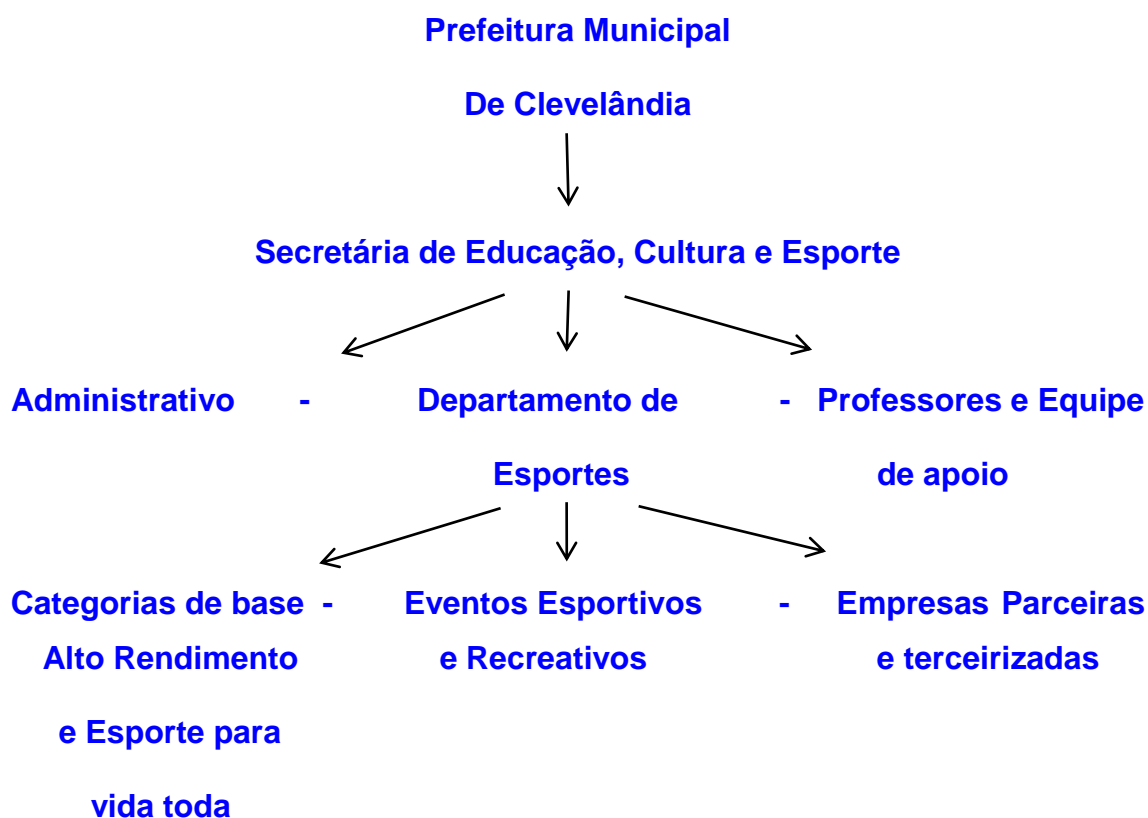 Prefeitura Municipal
De Clevelândia
Secretária de Educação, Cultura e Esporte
Administrativo - Departamento de - Professores e Equipe
Esportes de apoio
Categorias de base - Eventos Esportivos - Empresas Parceiras
Alto Rendimento e Recreativos e terceirizadas
e Esporte para
vida toda